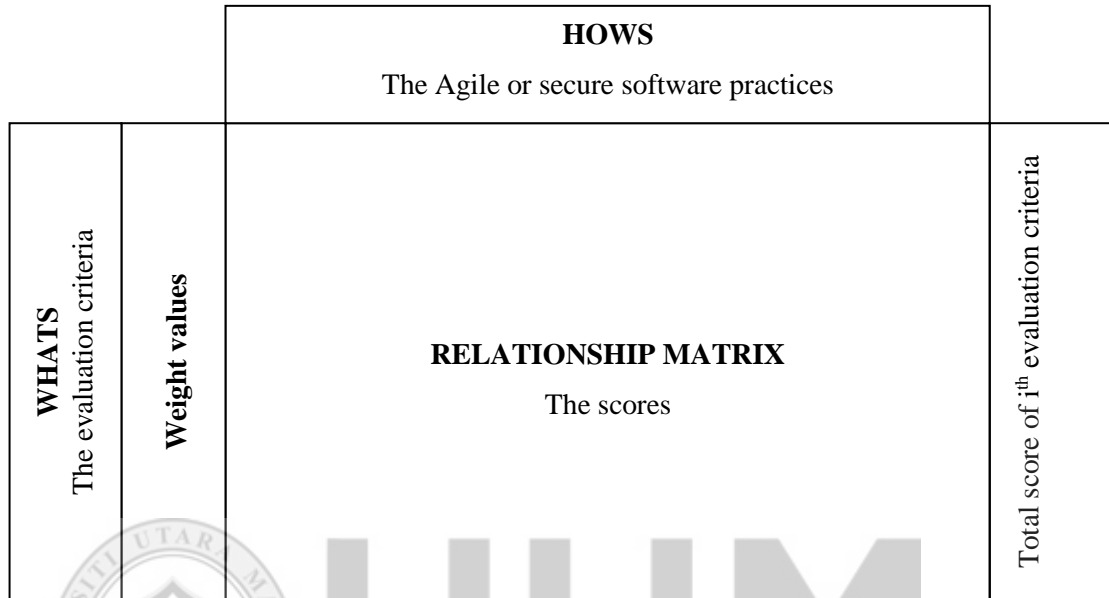 HOWS
The Agile or secure software practices
WHATS
The evaluation criteria
Weight values
RELATIONSHIP MATRIX
The scores
Total score of iᵗʰ evaluation criteria
UTARA